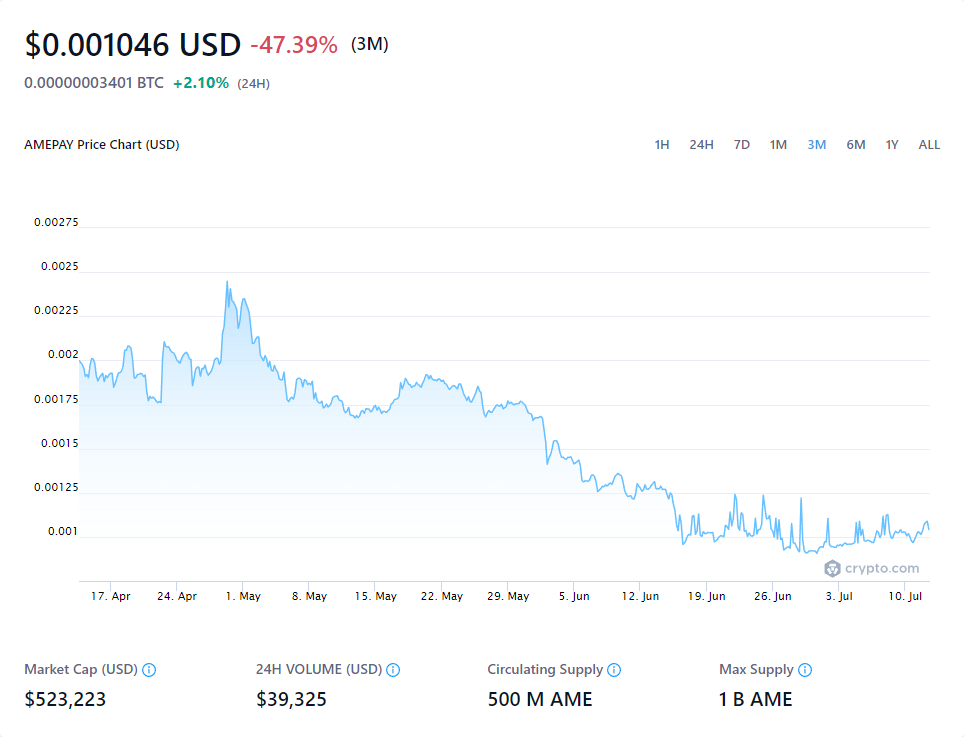 $0.001046 USD -47.39% (3M)
0.00000003401 BTC +2.10% (24H)
AMEPAY Price Chart (USD) 1H 24H 7D 1M 3M 6M 1Y ALL
0.00275
0.0025
0.00225
0.002
0.00175
0.0015
0.00125
0.001
crypto.com
17. Apr 24. Apr 1. May 8. May 15. May 22. May 29. May 5. Jun 12. Jun 19. Jun 26. Jun 3. Jul 10. Jul
Market Cap (USD) 24H VOLUME (USD) Circulating Supply Max Supply
$523,223 $39,325 500 M AME 1 B AME